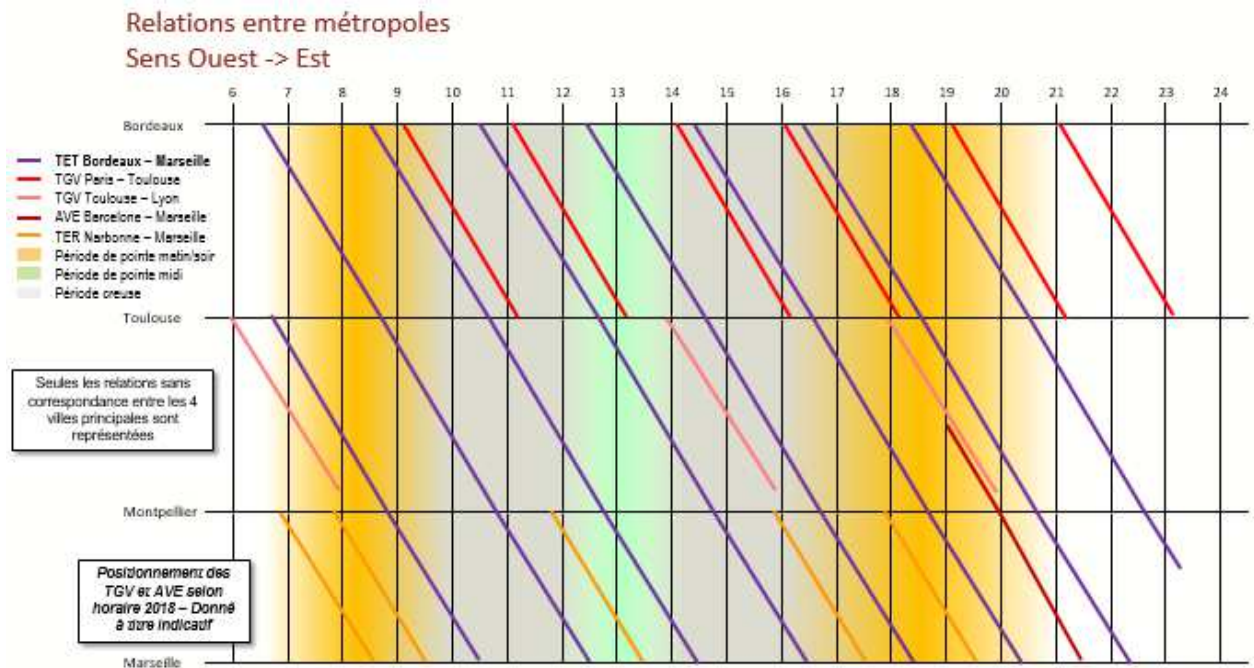 Relations entre métropoles
Sens Ouest -> Est
6 7 8 9 10 11 12 13 14 15 16 17 18 19 20 21 22 23 24
Bordeaux
TET Bordeaux – Marseille
TGV Paris – Toulouse
TGV Toulouse – Lyon
AVE Barcelone – Marseille
TER Narbonne – Marseille
Période de pointe matin/soir
Période de pointe midi
Période creuse
Toulouse
Seules les relations sans
correspondance entre les 4
villes principales sont
représentées
Montpellier
Positionnement des
TGV et AVE selon
horaire 2018 – Donné
à titre indicatif
Marseille